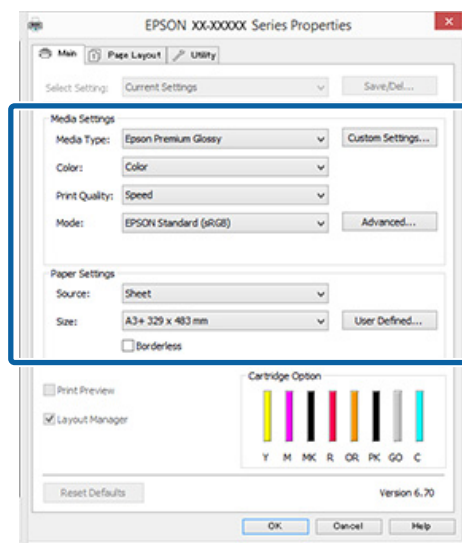 EPSON XX-XXXXX Series Properties
Main Page Layout Utility
Select Setting: Current Settings Save/Del...
Media Settings
Media Type: Epson Premium Glossy Custom Settings...
Color: Color
Print Quality: Speed
Mode: EPSON Standard (sRGB) Advanced...
Paper Settings
Source: Sheet
Size: A3+ 329 x 483 mm User Defined...
Borderless
Print Preview
Layout Manager
Cartridge Option
Y M MK R OR PK GO C
Reset Defaults Version 6.70
OK Cancel Help